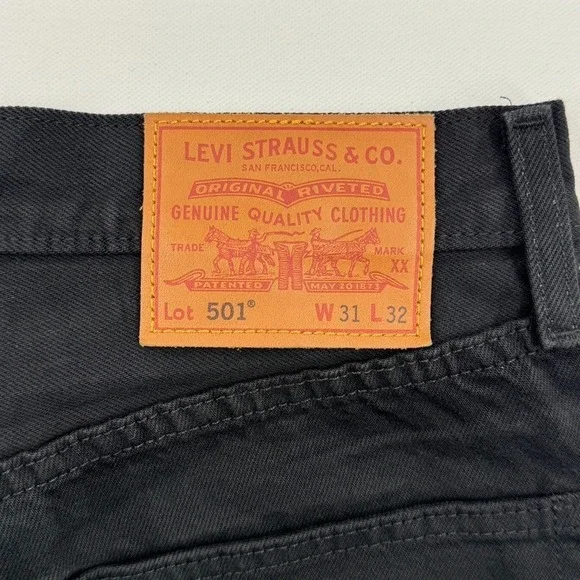 LEVI STRAUSS & CO.
SAN FRANCISCO, CAL.
ORIGINAL RIVETED
GENUINE QUALITY CLOTHING
TRADE MARK
XX
PATENTED MAY 20 1873
Lot 501® W 31 L 32